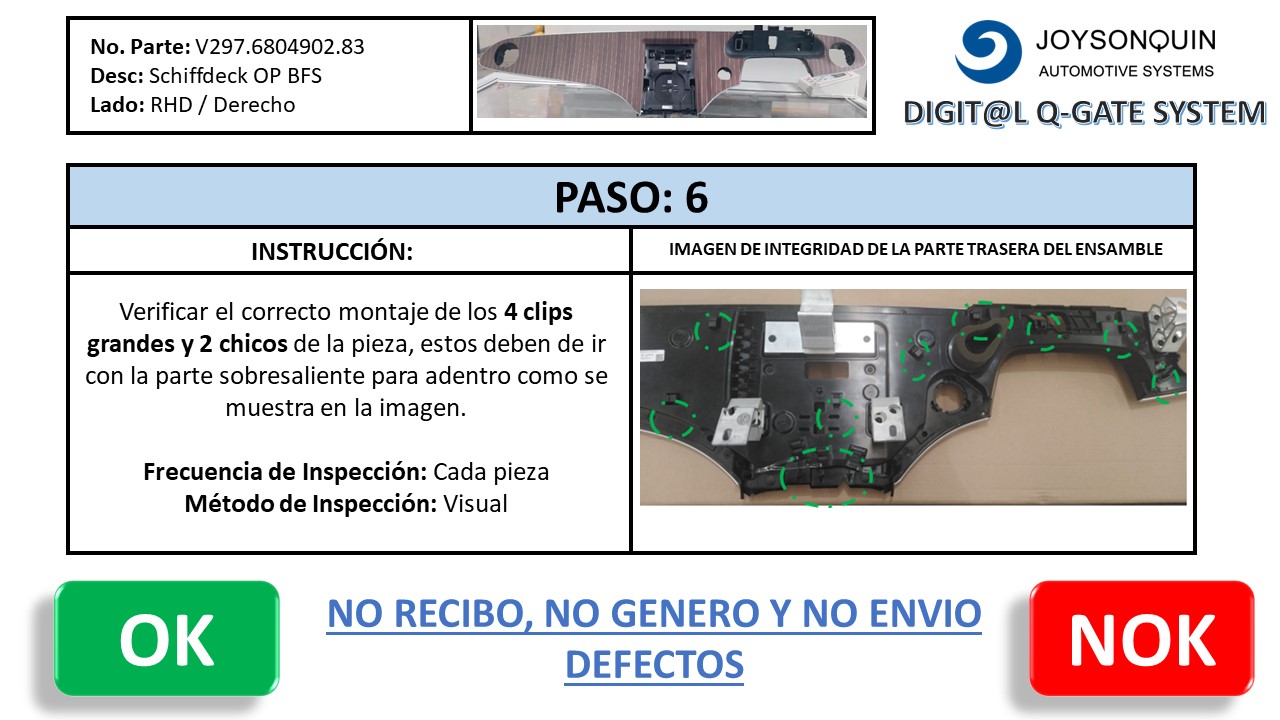 No. Parte: V297.6804902.83
Desc: Schiffdeck OP BFS
Lado: RHD / Derecho
JOYSONQUIN
AUTOMOTIVE SYSTEMS
DIGIT@L Q-GATE SYSTEM
PASO: 6
INSTRUCCIÓN:
IMAGEN DE INTEGRIDAD DE LA PARTE TRASERA DEL ENSAMBLE
Verificar el correcto montaje de los 4 clips
grandes y 2 chicos de la pieza, estos deben de ir
con la parte sobresaliente para adentro como se
muestra en la imagen.
Frecuencia de Inspección: Cada pieza
Método de Inspección: Visual
OK
NO RECIBO, NO GENERO Y NO ENVIO
DEFECTOS
NOK